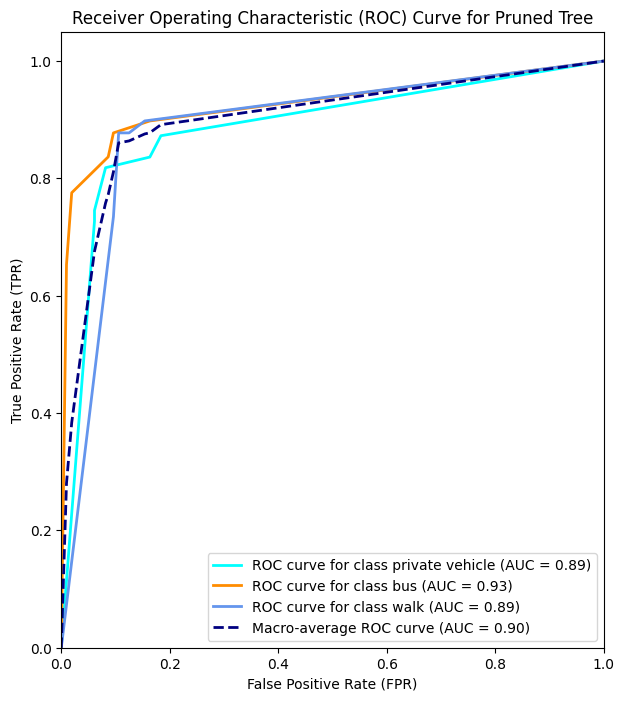 Receiver Operating Characteristic (ROC) Curve for Pruned Tree
1.0
0.8
0.6
0.4
0.2
0.0
True Positive Rate (TPR)
ROC curve for class private vehicle (AUC = 0.89)
ROC curve for class bus (AUC = 0.93)
ROC curve for class walk (AUC = 0.89)
Macro-average ROC curve (AUC = 0.90)
0.0 0.2 0.4 0.6 0.8 1.0
False Positive Rate (FPR)